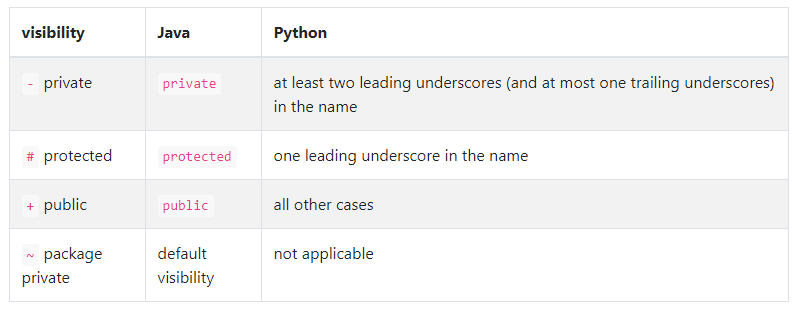 visibility Java Python
- private private at least two leading underscores (and at most one trailing underscores)
in the name
# protected protected one leading underscore in the name
+ public public all other cases
~ package default not applicable
private visibility